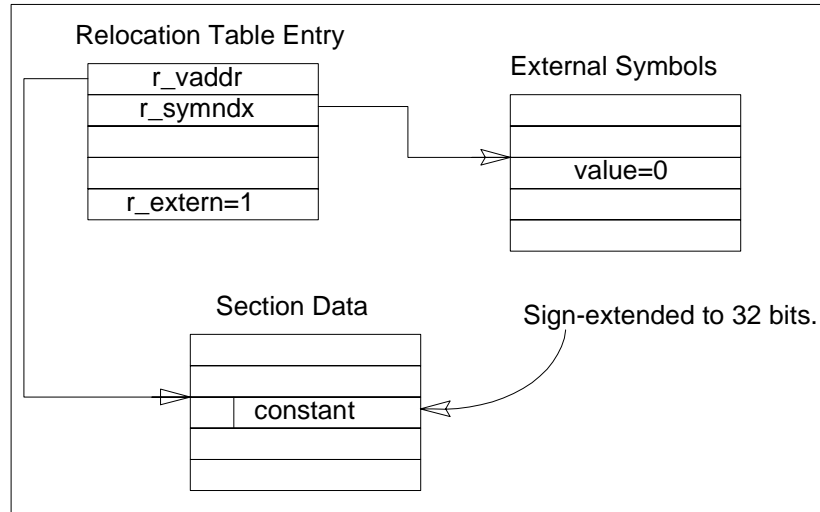 Relocation Table Entry
r_vaddr
r_symndx
r_extern=1
External Symbols
value=0
Section Data
constant
Sign-extended to 32 bits.